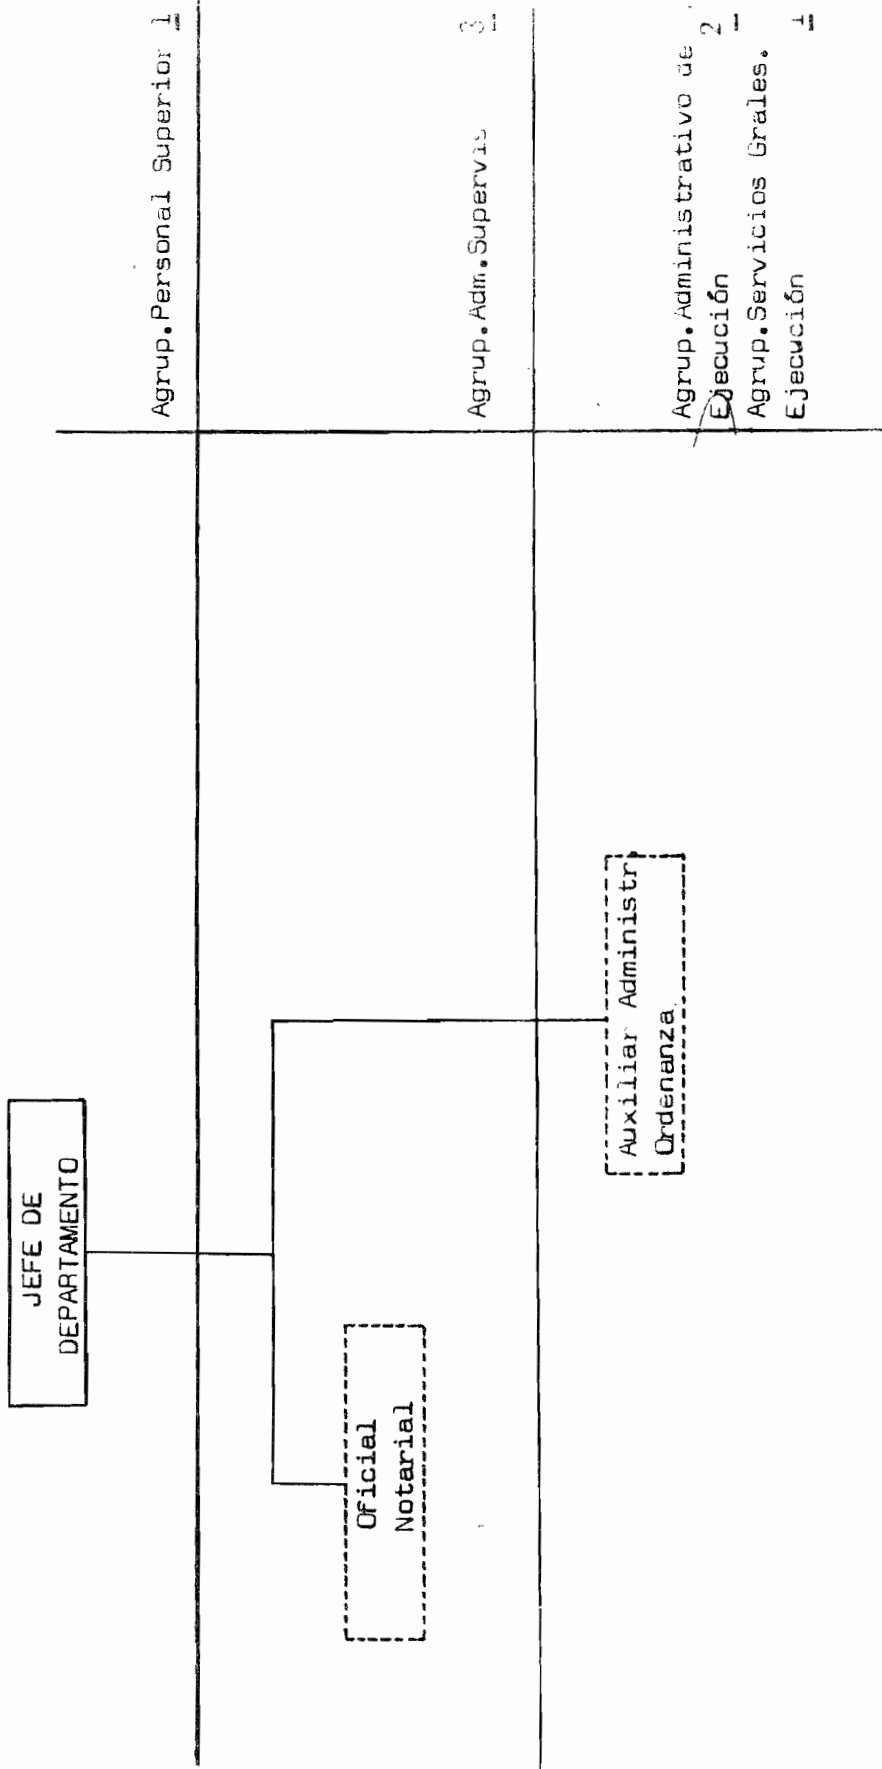 JEFE DE
DEPARTAMENTO
Agrup.Personal Superior 1
Oficial
Notarial
Agrup.Adm.Supervis 3
Auxiliar Administr.
Ordenanza
Agrup.Administrativo de
Ejecución 2
Agrup.Servicios Grales.
Ejecución 1